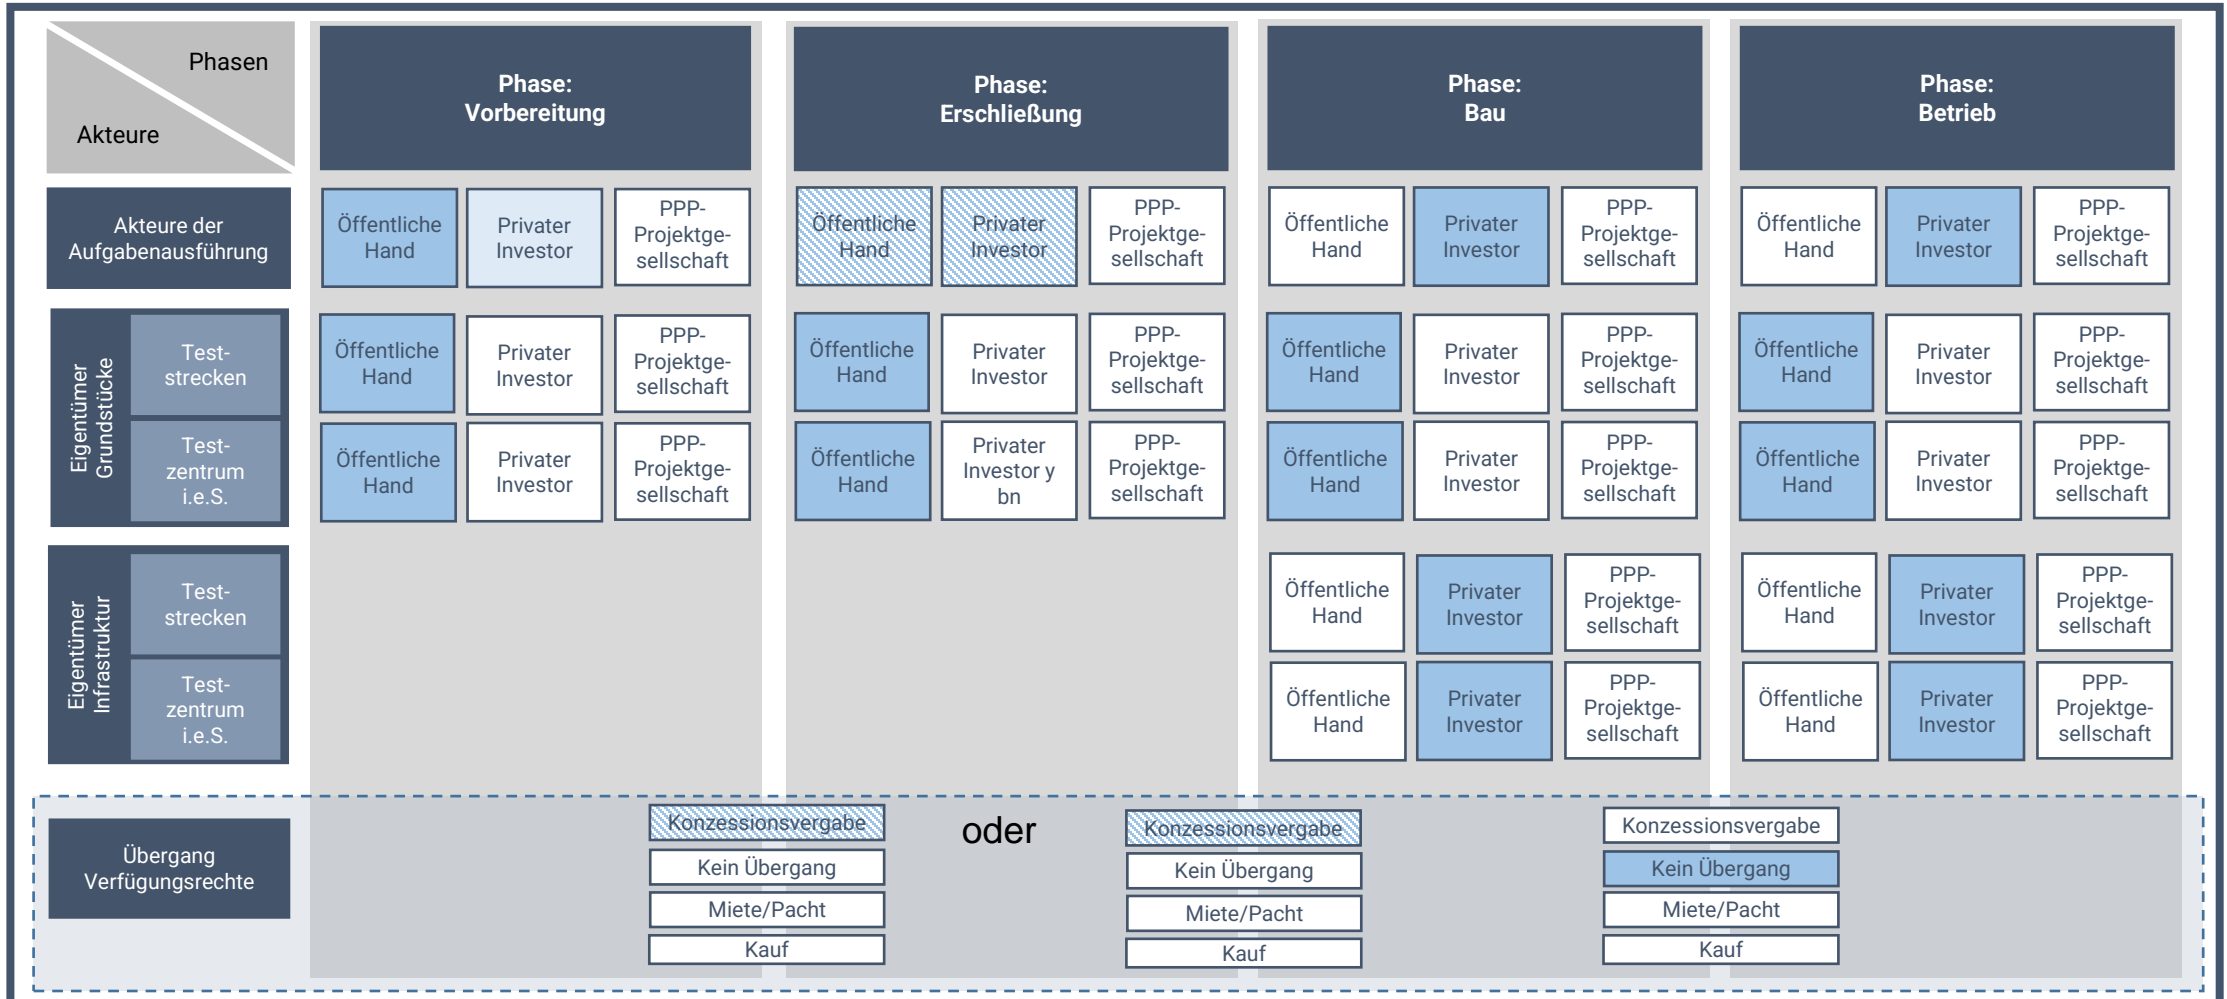 Phasen
Akteure
Phase:
Vorbereitung
Phase:
Erschließung
Phase:
Bau
Phase:
Betrieb
Akteure der
Aufgabenausführung
Öffentliche
Hand
Privater
Investor
PPP-
Projektge-
sellschaft
Öffentliche
Hand
Privater
Investor
PPP-
Projektge-
sellschaft
Öffentliche
Hand
Privater
Investor
PPP-
Projektge-
sellschaft
Öffentliche
Hand
Privater
Investor
PPP-
Projektge-
sellschaft
Eigentümer
Grundstücke
Test-
strecken
Öffentliche
Hand
Privater
Investor
PPP-
Projektge-
sellschaft
Öffentliche
Hand
Privater
Investor
PPP-
Projektge-
sellschaft
Öffentliche
Hand
Privater
Investor
PPP-
Projektge-
sellschaft
Öffentliche
Hand
Privater
Investor
PPP-
Projektge-
sellschaft
Test-
zentrum
i.e.S.
Öffentliche
Hand
Privater
Investor
PPP-
Projektge-
sellschaft
Öffentliche
Hand
Privater
Investor y
bn
PPP-
Projektge-
sellschaft
Öffentliche
Hand
Privater
Investor
PPP-
Projektge-
sellschaft
Öffentliche
Hand
Privater
Investor
PPP-
Projektge-
sellschaft
Eigentümer
Infrastruktur
Test-
strecken
Öffentliche
Hand
Privater
Investor
PPP-
Projektge-
sellschaft
Öffentliche
Hand
Privater
Investor
PPP-
Projektge-
sellschaft
Test-
zentrum
i.e.S.
Öffentliche
Hand
Privater
Investor
PPP-
Projektge-
sellschaft
Öffentliche
Hand
Privater
Investor
PPP-
Projektge-
sellschaft
Übergang
Verfügungsrechte
Konzessionsvergabe
Kein Übergang
Miete/Pacht
Kauf
oder
Konzessionsvergabe
Kein Übergang
Miete/Pacht
Kauf
Konzessionsvergabe
Kein Übergang
Miete/Pacht
Kauf